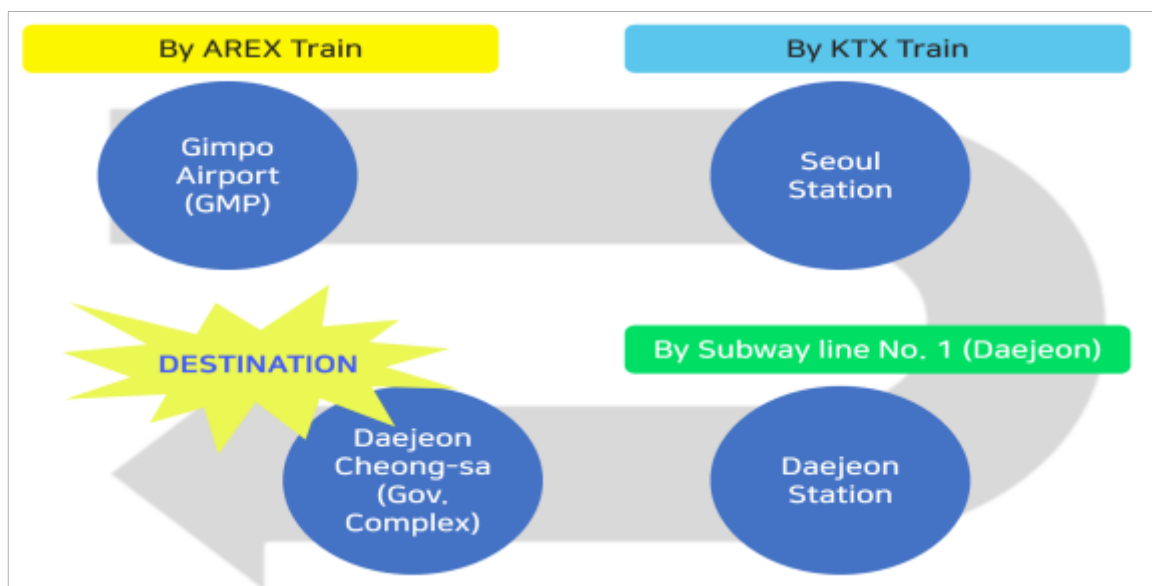 By AREX Train
By KTX Train
Gimpo
Airport
(GMP)
Seoul
Station
By Subway line No. 1 (Daejeon)
Daejeon
Station
DESTINATION
Daejeon
Cheong-sa
(Gov.
Complex)